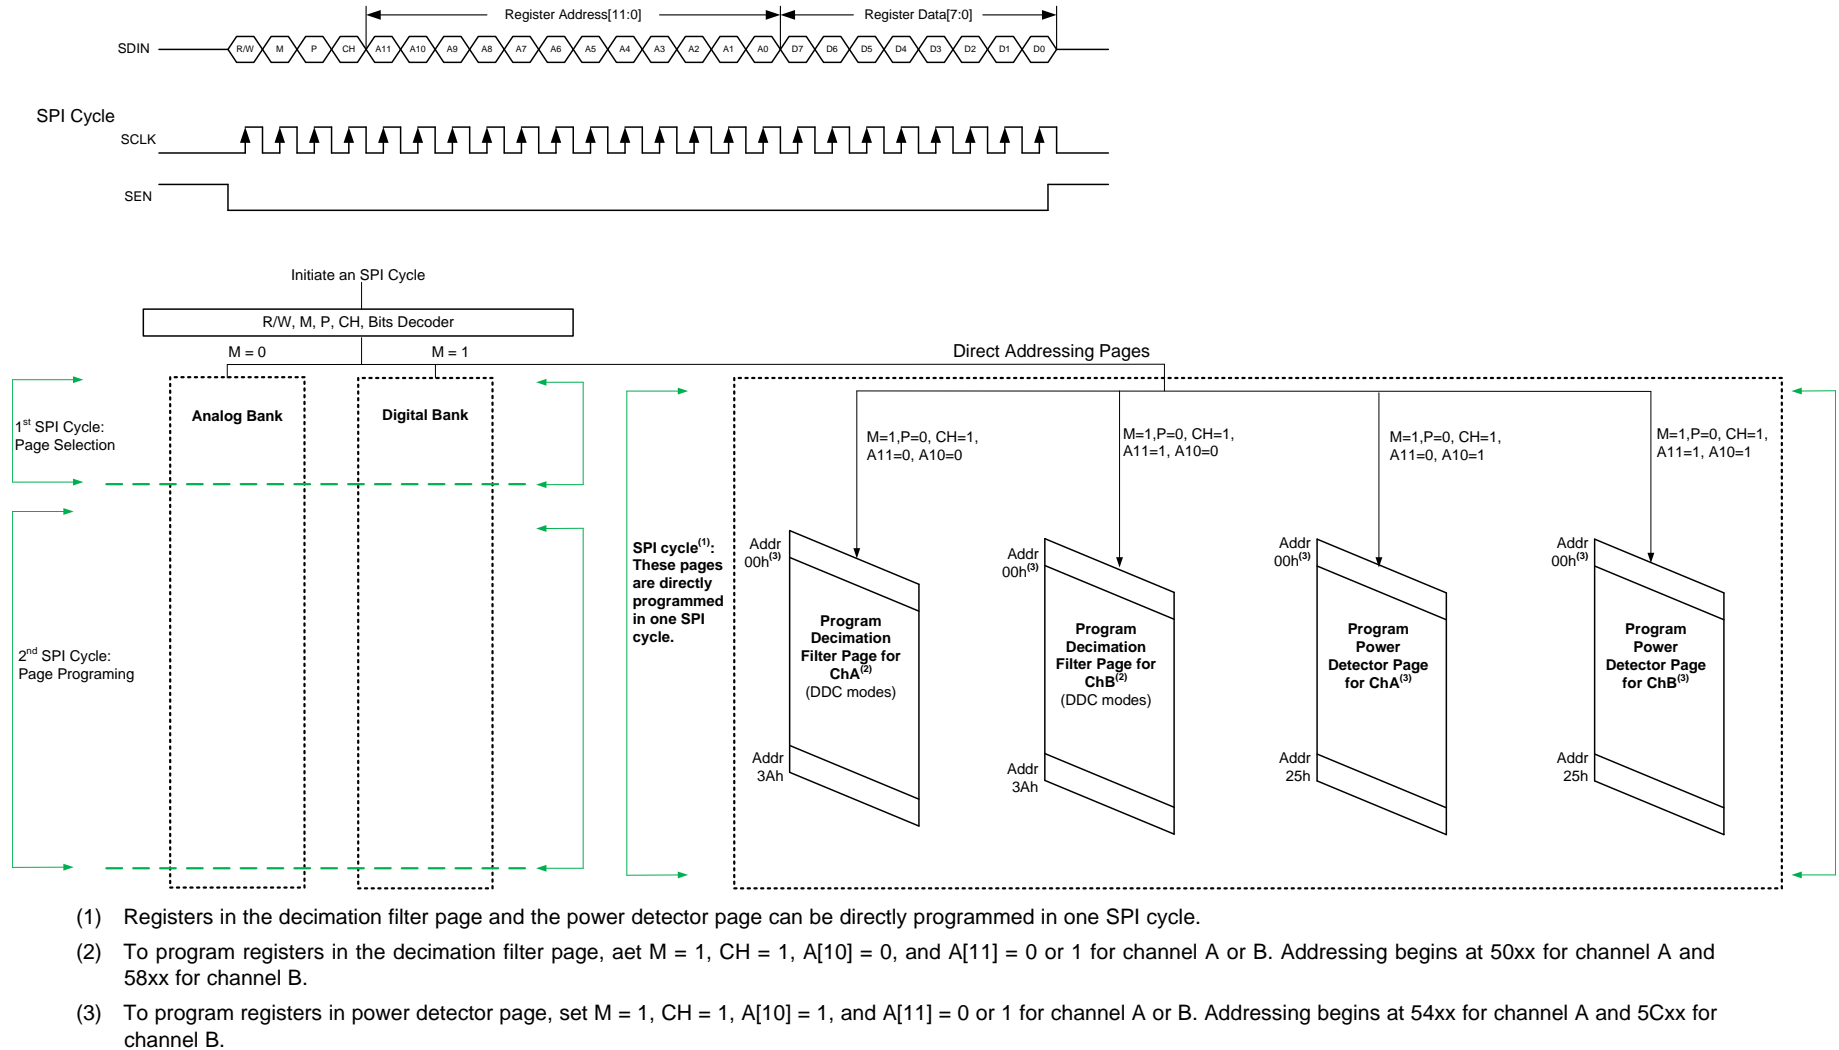 Register Address[11:0]
Register Data[7:0]
SDIN
R/W M P CH A11 A10 A9 A8 A7 A6 A5 A4 A3 A2 A1 A0 D7 D6 D5 D4 D3 D2 D1 D0
SPI Cycle
SCLK
SEN
Initiate an SPI Cycle
R/W, M, P, CH, Bits Decoder
M = 0
M = 1
Direct Addressing Pages
Analog Bank
Digital Bank
1st SPI Cycle:
Page Selection
2nd SPI Cycle:
Page Programing
SPI cycle(1):
These pages
are directly
programmed
in one SPI
cycle.
M=1,P=0, CH=1,
A11=0, A10=0
M=1,P=0, CH=1,
A11=1, A10=0
M=1,P=0, CH=1,
A11=0, A10=1
M=1,P=0, CH=1,
A11=1, A10=1
Addr
00h(3)
Program
Decimation
Filter Page for
ChA(2)
(DDC modes)
Addr
3Ah
Addr
00h(3)
Program
Decimation
Filter Page for
ChB(2)
(DDC modes)
Addr
3Ah
Addr
00h(3)
Program
Power
Detector Page
for ChA(3)
Addr
25h
Addr
00h(3)
Program
Power
Detector Page
for ChB(3)
Addr
25h
(1) Registers in the decimation filter page and the power detector page can be directly programmed in one SPI cycle.
(2) To program registers in the decimation filter page, aet M = 1, CH = 1, A[10] = 0, and A[11] = 0 or 1 for channel A or B. Addressing begins at 50xx for channel A and
58xx for channel B.
(3) To program registers in power detector page, set M = 1, CH = 1, A[10] = 1, and A[11] = 0 or 1 for channel A or B. Addressing begins at 54xx for channel A and 5Cxx for
channel B.